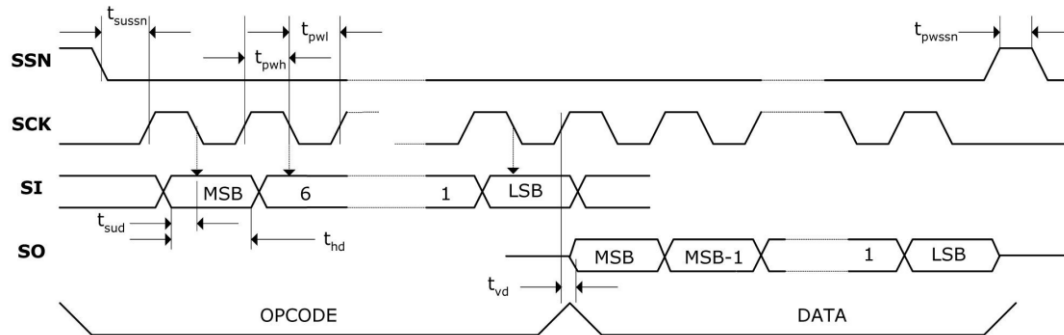 t_sussn t_pwl t_pwssn
SSN t_pwh
SCK
SI MSB 6 1 LSB
t_sud t_hd
SO MSB MSB-1 1 LSB
t_vd
OPCODE DATA